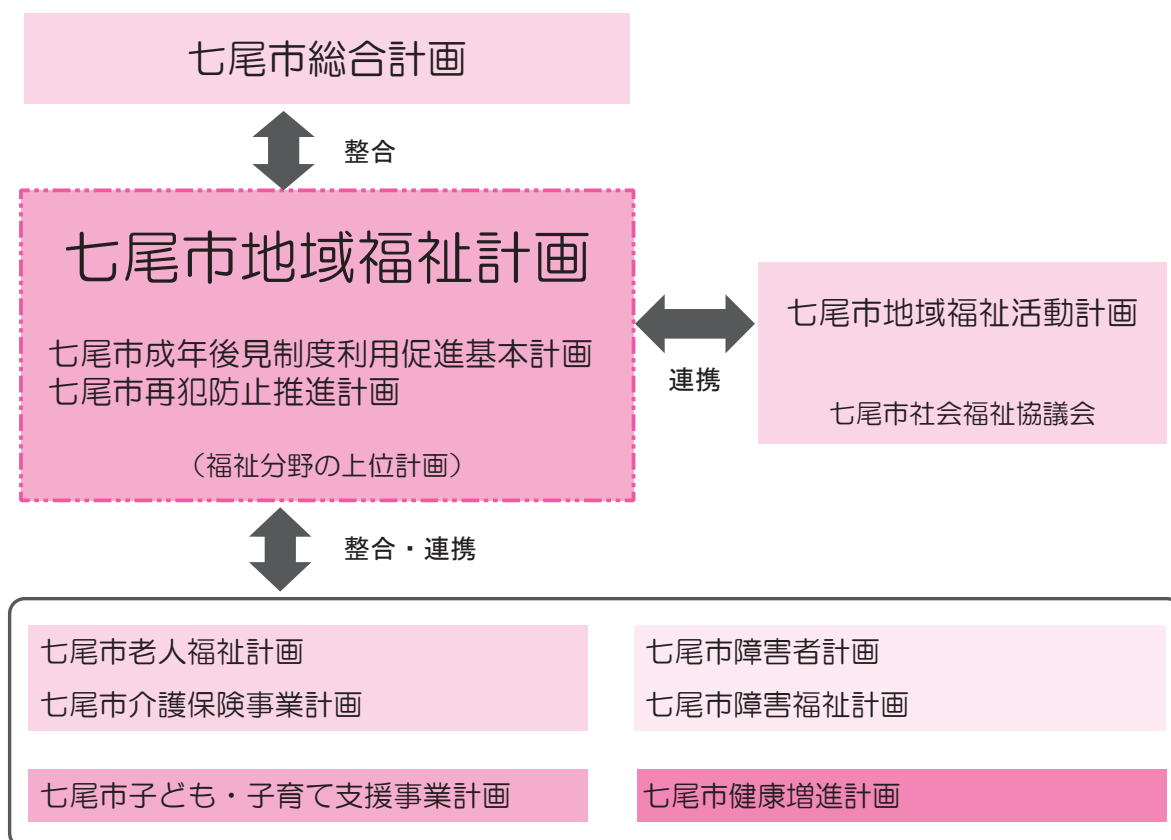 七尾市総合計画
整合
七尾市地域福祉計画
七尾市成年後見制度利用促進基本計画
七尾市再犯防止推進計画
（福祉分野の上位計画）
連携
七尾市地域福祉活動計画
七尾市社会福祉協議会
整合・連携
七尾市老人福祉計画
七尾市介護保険事業計画
七尾市障害者計画
七尾市障害福祉計画
七尾市子ども・子育て支援事業計画
七尾市健康増進計画